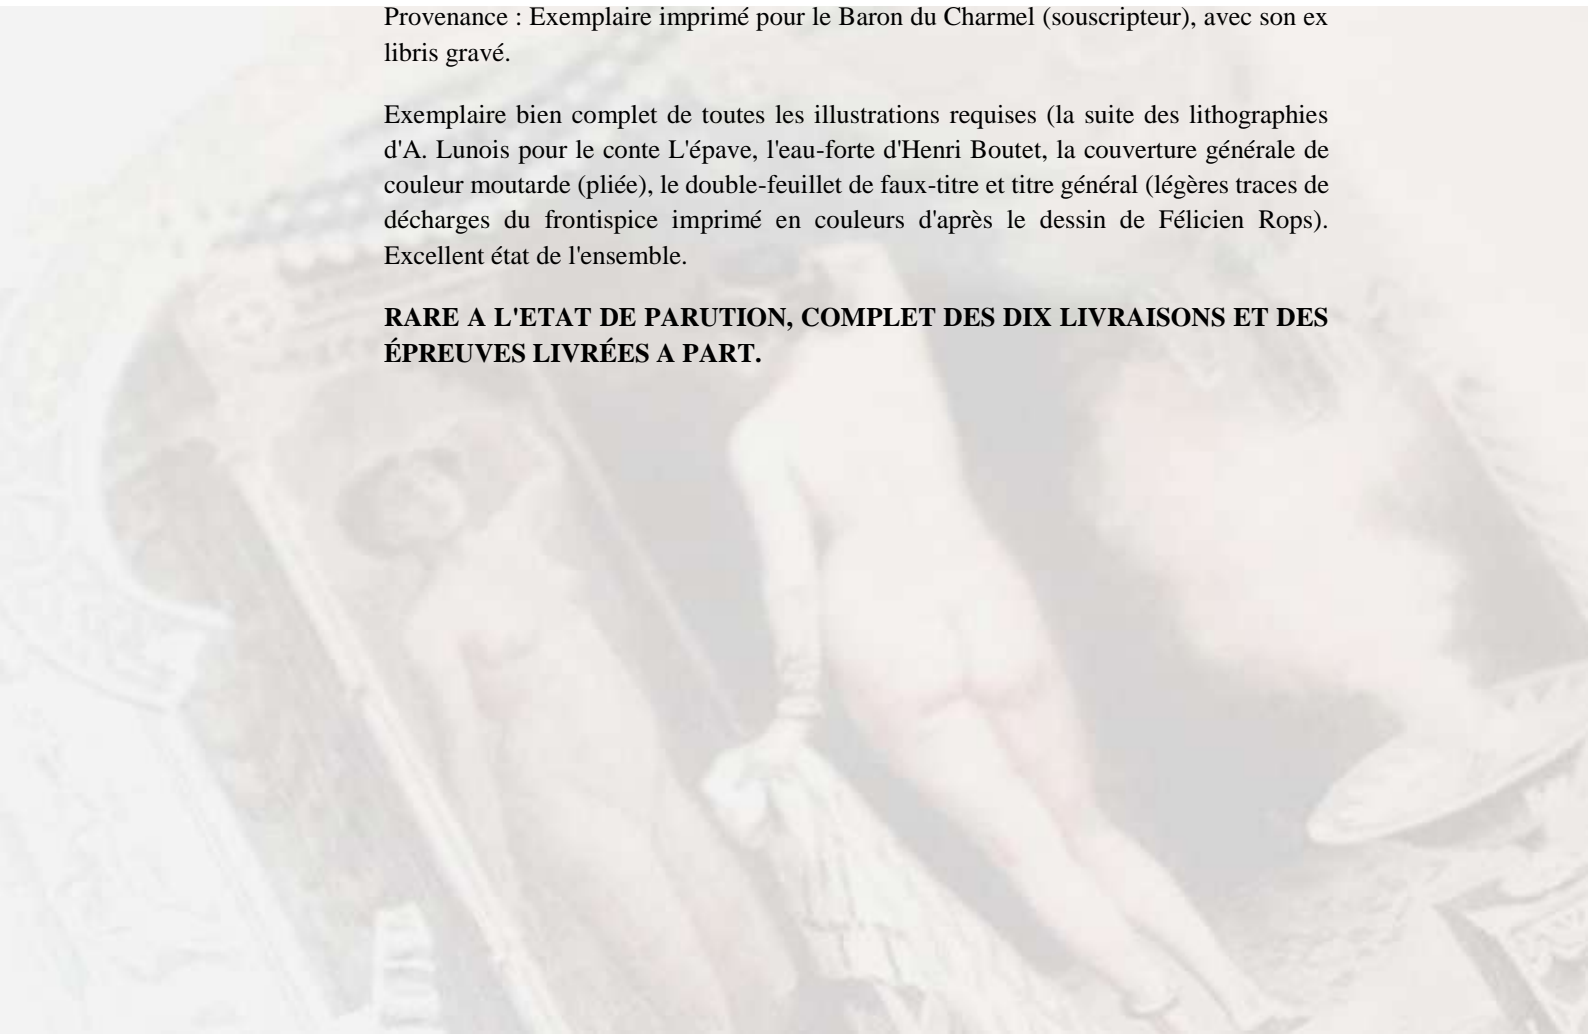 Provenance : Exemplaire imprimé pour le Baron du Charmel (souscripteur), avec son ex
libris gravé.
Exemplaire bien complet de toutes les illustrations requises (la suite des lithographies
d'A. Lunois pour le conte L'épave, l'eau-forte d'Henri Boutet, la couverture générale de
couleur moutarde (pliée), le double-feuillet de faux-titre et titre général (légères traces de
décharges du frontispice imprimé en couleurs d'après le dessin de Félicien Rops).
Excellent état de l'ensemble.
RARE A L'ETAT DE PARUTION, COMPLET DES DIX LIVRAISONS ET DES
ÉPREUVES LIVRÉES A PART.